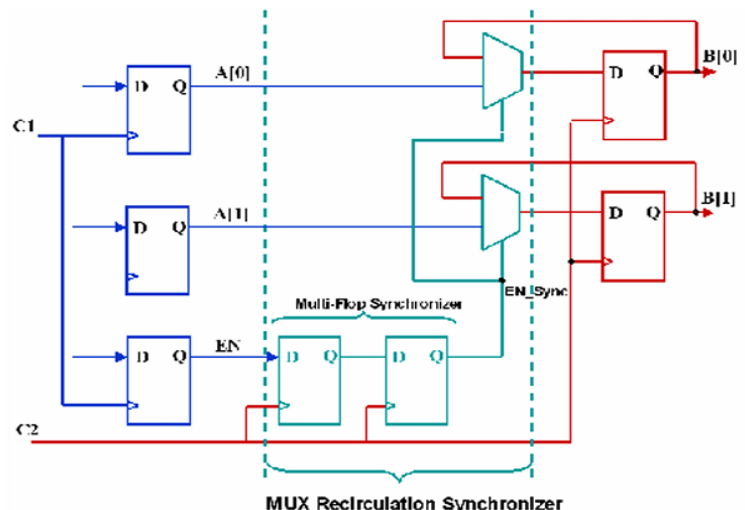 B[0]
A[0]
D Q
D Q
C1
B[1]
A[1]
D Q
D Q
EN_Sync
Multi-Flop Synchronizer
EN
D Q
D Q
D Q
C2
MUX Recirculation Synchronizer